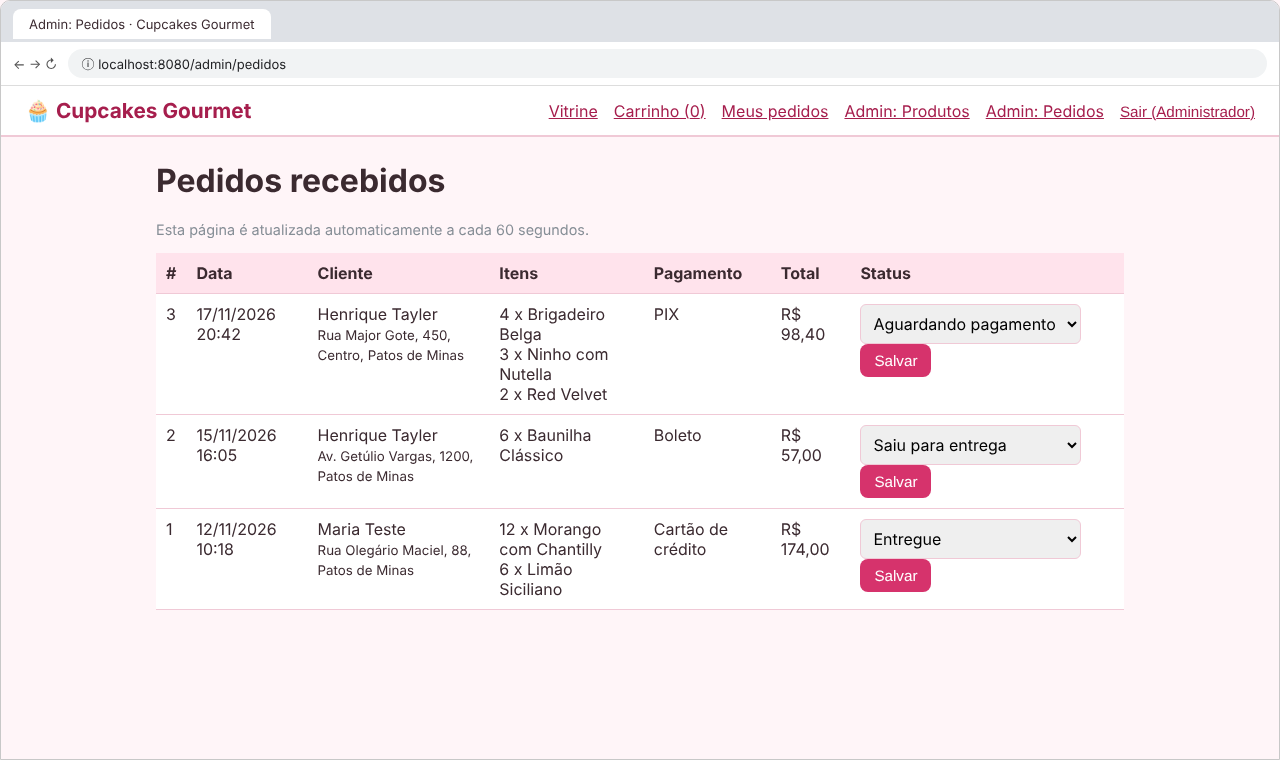 Admin: Pedidos · Cupcakes Gourmet
← → ↻ ⓘ localhost:8080/admin/pedidos
🧁 Cupcakes Gourmet Vitrine Carrinho (0) Meus pedidos Admin: Produtos Admin: Pedidos Sair (Administrador)
Pedidos recebidos
Esta página é atualizada automaticamente a cada 60 segundos.
# Data Cliente Itens Pagamento Total Status
3 17/11/2026 Henrique Tayler 4 x Brigadeiro PIX R$ Aguardando pagamento
20:42 Rua Major Gote, 450, Belga 98,40
Centro, Patos de Minas 3 x Ninho com Salvar
Nutella
2 x Red Velvet
2 15/11/2026 Henrique Tayler 6 x Baunilha Boleto R$ Saiu para entrega
16:05 Av. Getúlio Vargas, 1200, Clássico 57,00
Patos de Minas Salvar
1 12/11/2026 Maria Teste 12 x Morango Cartão de R$ Entregue
10:18 Rua Olegário Maciel, 88, com Chantilly crédito 174,00
Patos de Minas 6 x Limão Salvar
Siciliano